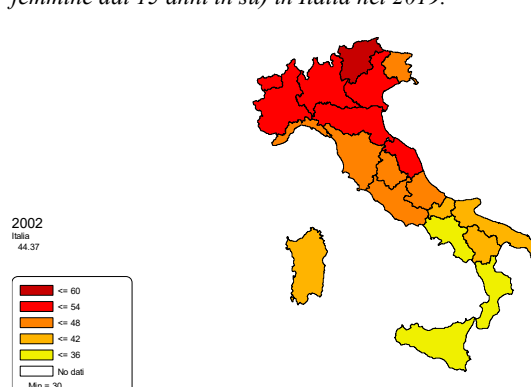 femmine dai 15 anni in su) in Italia nel 2019.
2002
Italia
44.37
<= 60
<= 54
<= 48
<= 42
<= 36
No dati
Min = 30